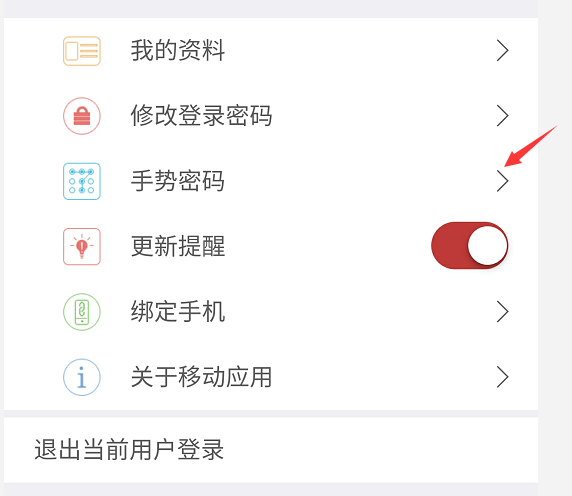 我的资料
修改登录密码
手势密码
更新提醒
绑定手机
关于移动应用
退出当前用户登录